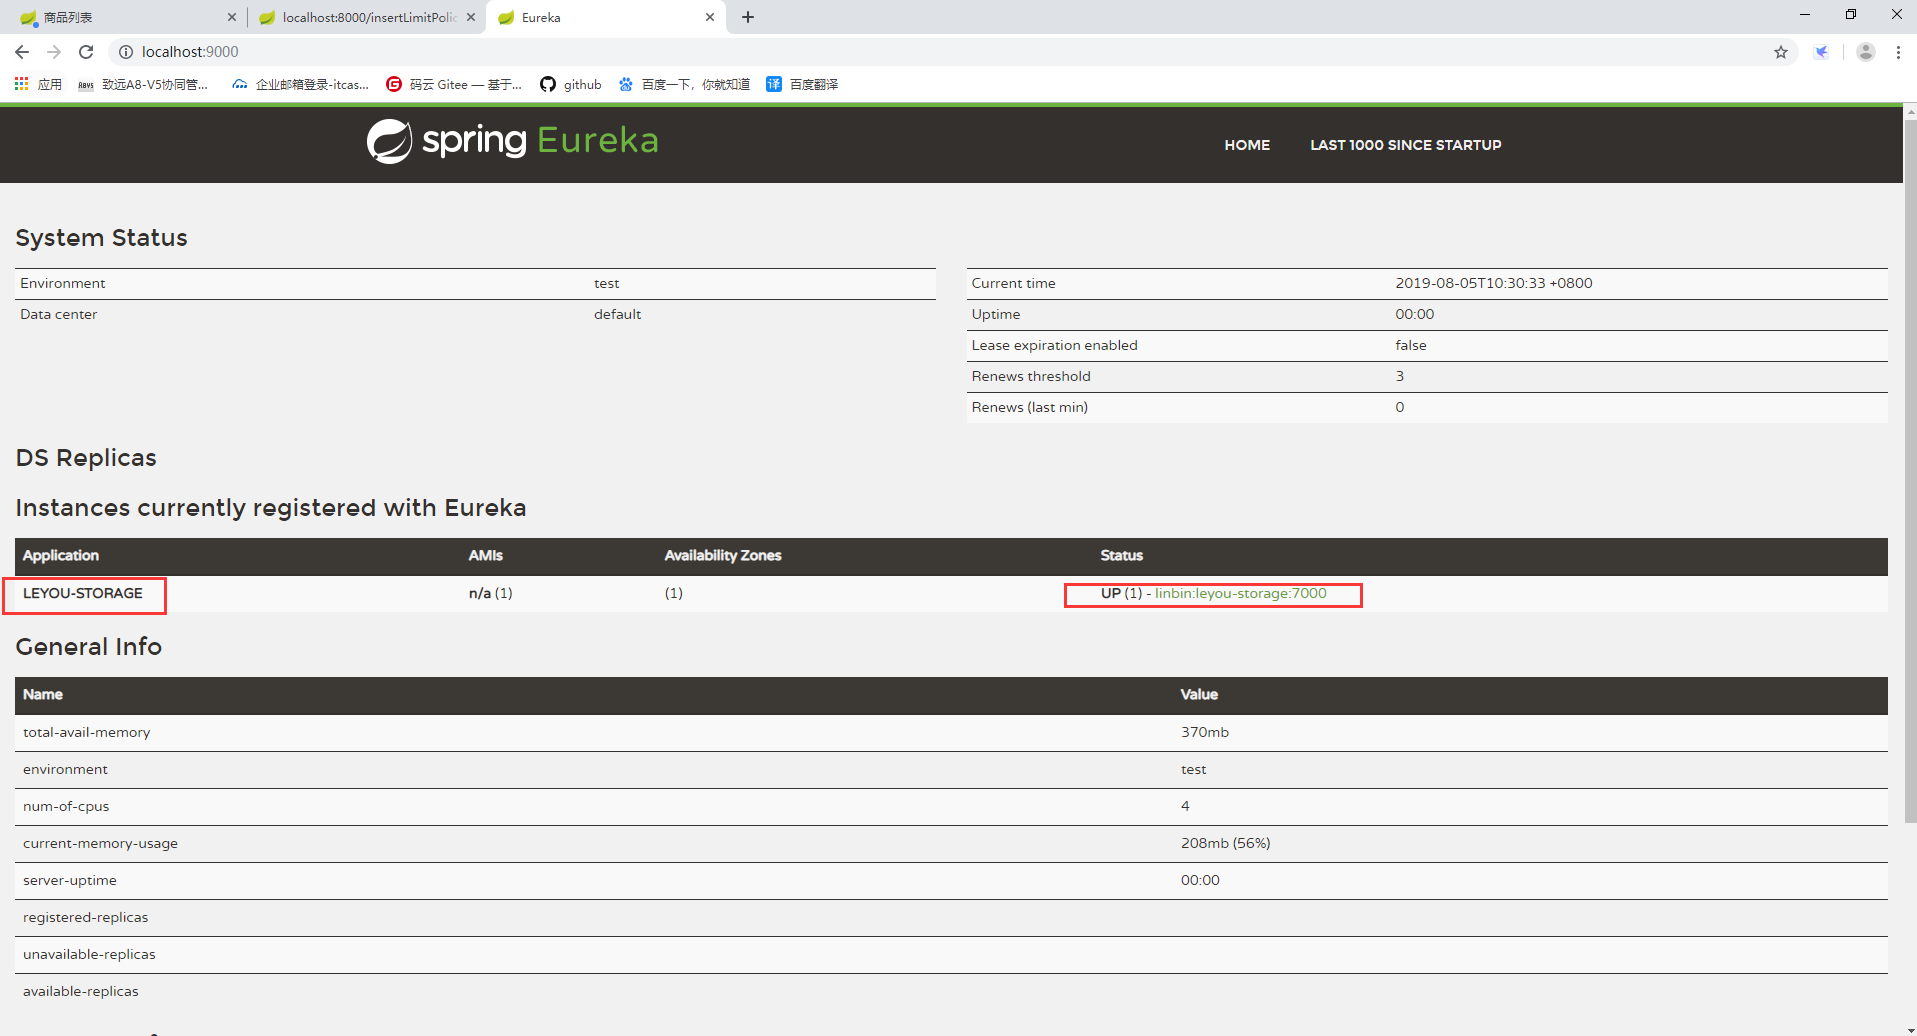 商品列表
localhost:8000/insertLimitPolic
Eureka
localhost:9000
应用
致远A8-V5协同管...
企业邮箱登录-itcas...
码云 Gitee — 基于...
github
百度一下，你就知道
译 百度翻译
spring Eureka
HOME
LAST 1000 SINCE STARTUP
System Status
Environment test
Data center default
Current time 2019-08-05T10:30:33 +0800
Uptime 00:00
Lease expiration enabled false
Renews threshold 3
Renews (last min) 0
DS Replicas
Instances currently registered with Eureka
Application AMIs Availability Zones Status
LEYOU-STORAGE n/a (1) (1) UP (1) - linbin:leyou-storage:7000
General Info
Name Value
total-avail-memory 370mb
environment test
num-of-cpus 4
current-memory-usage 208mb (56%)
server-uptime 00:00
registered-replicas
unavailable-replicas
available-replicas